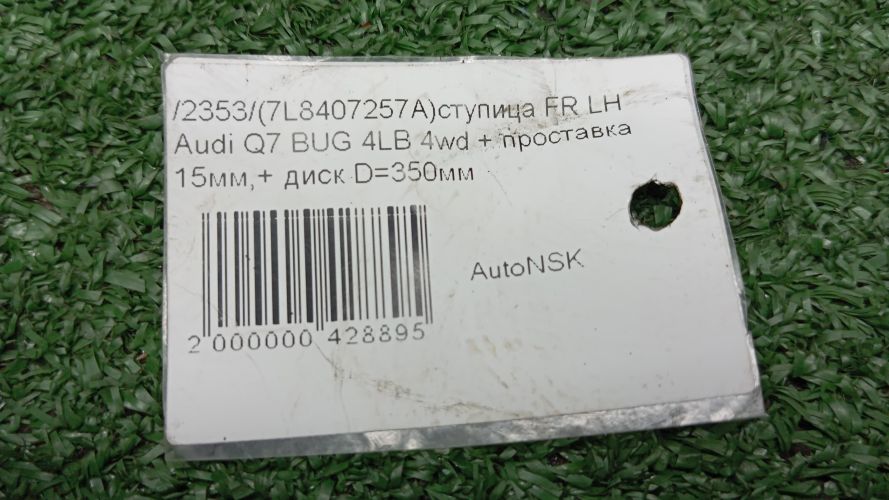 /2353/(7L8407257A)ступица FR LH
Audi Q7 BUG 4LB 4wd + проставка
15мм,+ диск D=350мм
AutoNSK
2 000000 428895